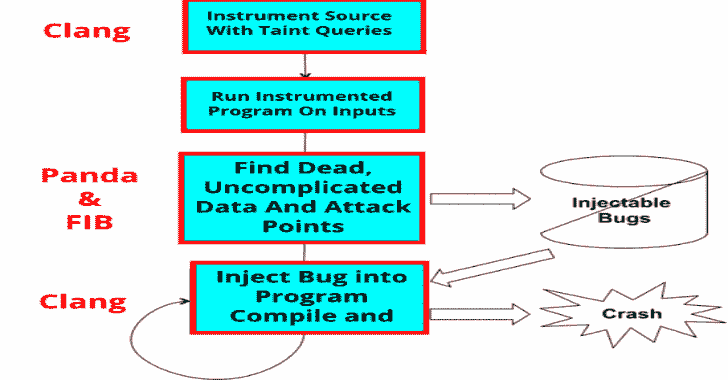 Clang
Instrument Source
With Taint Queries
Run Instrumented
Program On Inputs
Panda
&
FIB
Find Dead,
Uncomplicated
Data And Attack
Points
Injectable
Bugs
Clang
Inject Bug into
Program
Compile and
Crash